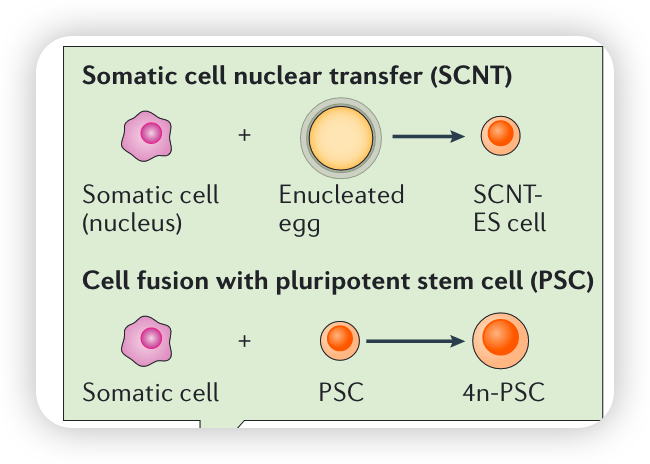 Somatic cell nuclear transfer (SCNT)
+
Somatic cell
(nucleus)
Enucleated
egg
SCNT-
ES cell
Cell fusion with pluripotent stem cell (PSC)
+
Somatic cell
PSC
4n-PSC